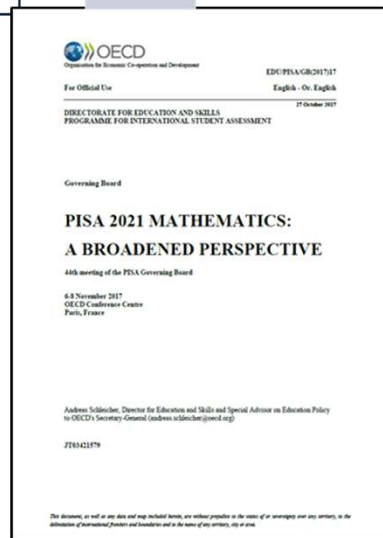 OECD
Organisation for Economic Co-operation and Development
EDU/PISA/GB(2017)17
For Official Use
English - Or. English
27 October 2017
DIRECTORATE FOR EDUCATION AND SKILLS
PROGRAMME FOR INTERNATIONAL STUDENT ASSESSMENT
Governing Board
PISA 2021 MATHEMATICS:
A BROADENED PERSPECTIVE
44th meeting of the PISA Governing Board
6-8 November 2017
OECD Conference Centre
Paris, France
Andreas Schleicher, Director for Education and Skills and Special Advisor on Education Policy
to OECD's Secretary-General (andreas.schleicher@oecd.org)
JT03421579
This document, as well as any data and map included herein, are without prejudice to the status of or sovereignty over any territory, to the
delimitation of international frontiers and boundaries and to the name of any territory, city or area.